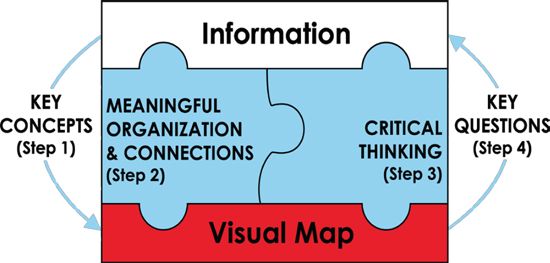 Information
KEY
CONCEPTS
(Step 1)
MEANINGFUL
ORGANIZATION
& CONNECTIONS
(Step 2)
CRITICAL
THINKING
(Step 3)
KEY
QUESTIONS
(Step 4)
Visual Map